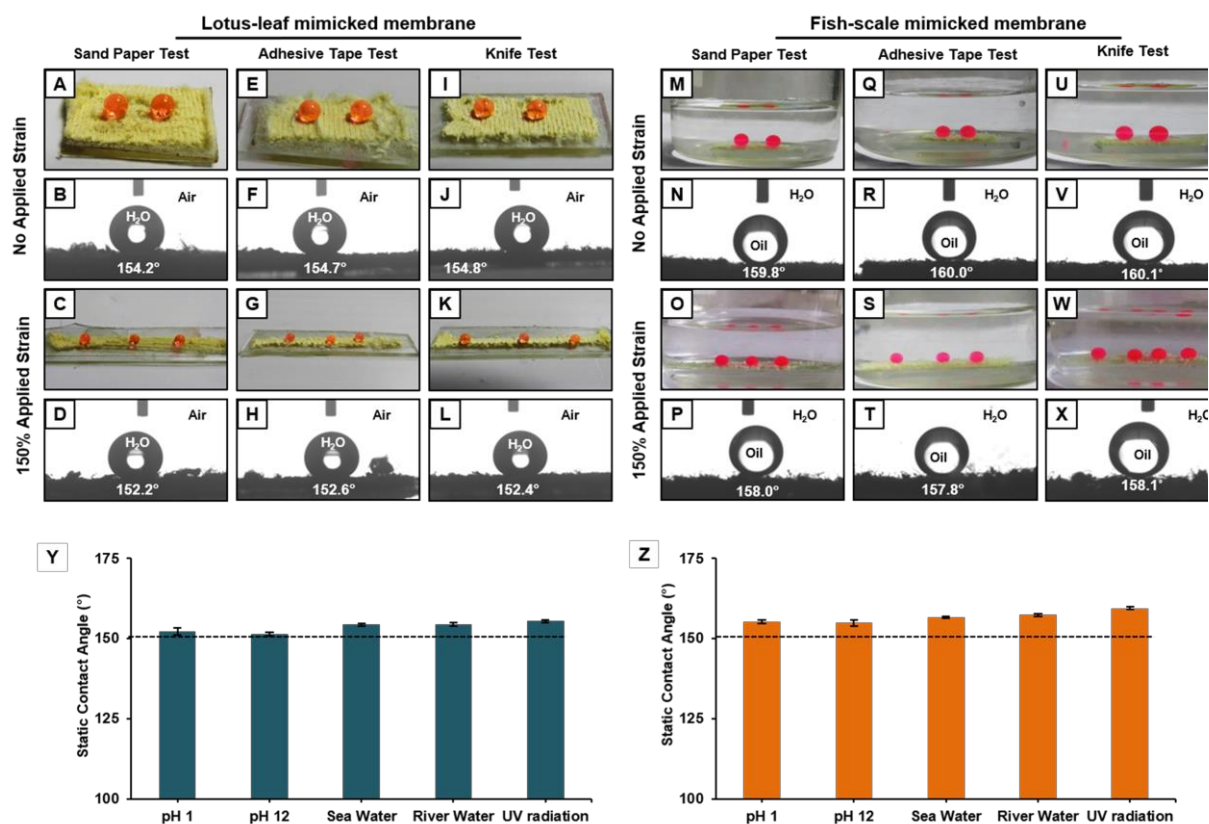 Lotus-leaf mimicked membrane
Fish-scale mimicked membrane
Sand Paper Test
Adhesive Tape Test
Knife Test
Sand Paper Test
Adhesive Tape Test
Knife Test
No Applied Strain
A
E
I
M
Q
U
B
Air
H₂O
154.2°
F
Air
H₂O
154.7°
J
Air
H₂O
154.8°
No Applied Strain
N
H₂O
Oil
159.8°
R
H₂O
Oil
160.0°
V
H₂O
Oil
160.1°
150% Applied Strain
C
G
K
150% Applied Strain
O
S
W
D
Air
H₂O
152.2°
H
Air
H₂O
152.6°
L
Air
H₂O
152.4°
P
H₂O
Oil
158.0°
T
H₂O
Oil
157.8°
X
H₂O
Oil
158.1°
Y
Static Contact Angle (°)
175
150
125
100
pH 1
pH 12
Sea Water
River Water
UV radiation
Z
Static Contact Angle (°)
175
150
125
100
pH 1
pH 12
Sea Water
River Water
UV radiation